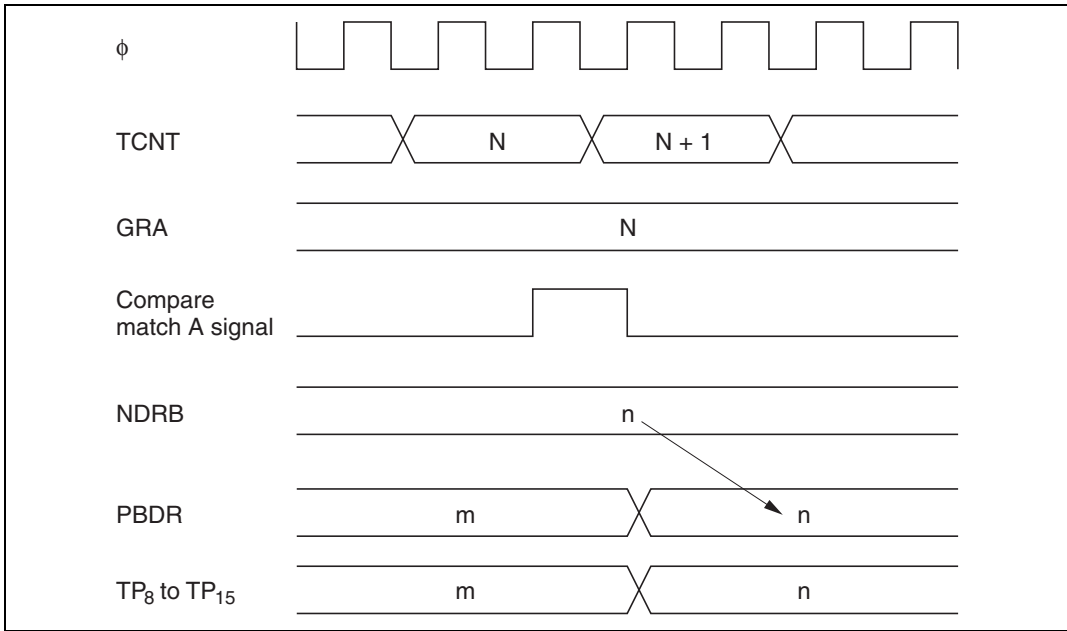 ϕ
TCNT N N + 1
GRA N
Compare
match A signal
NDRB n
PBDR m n
TP8 to TP15 m n